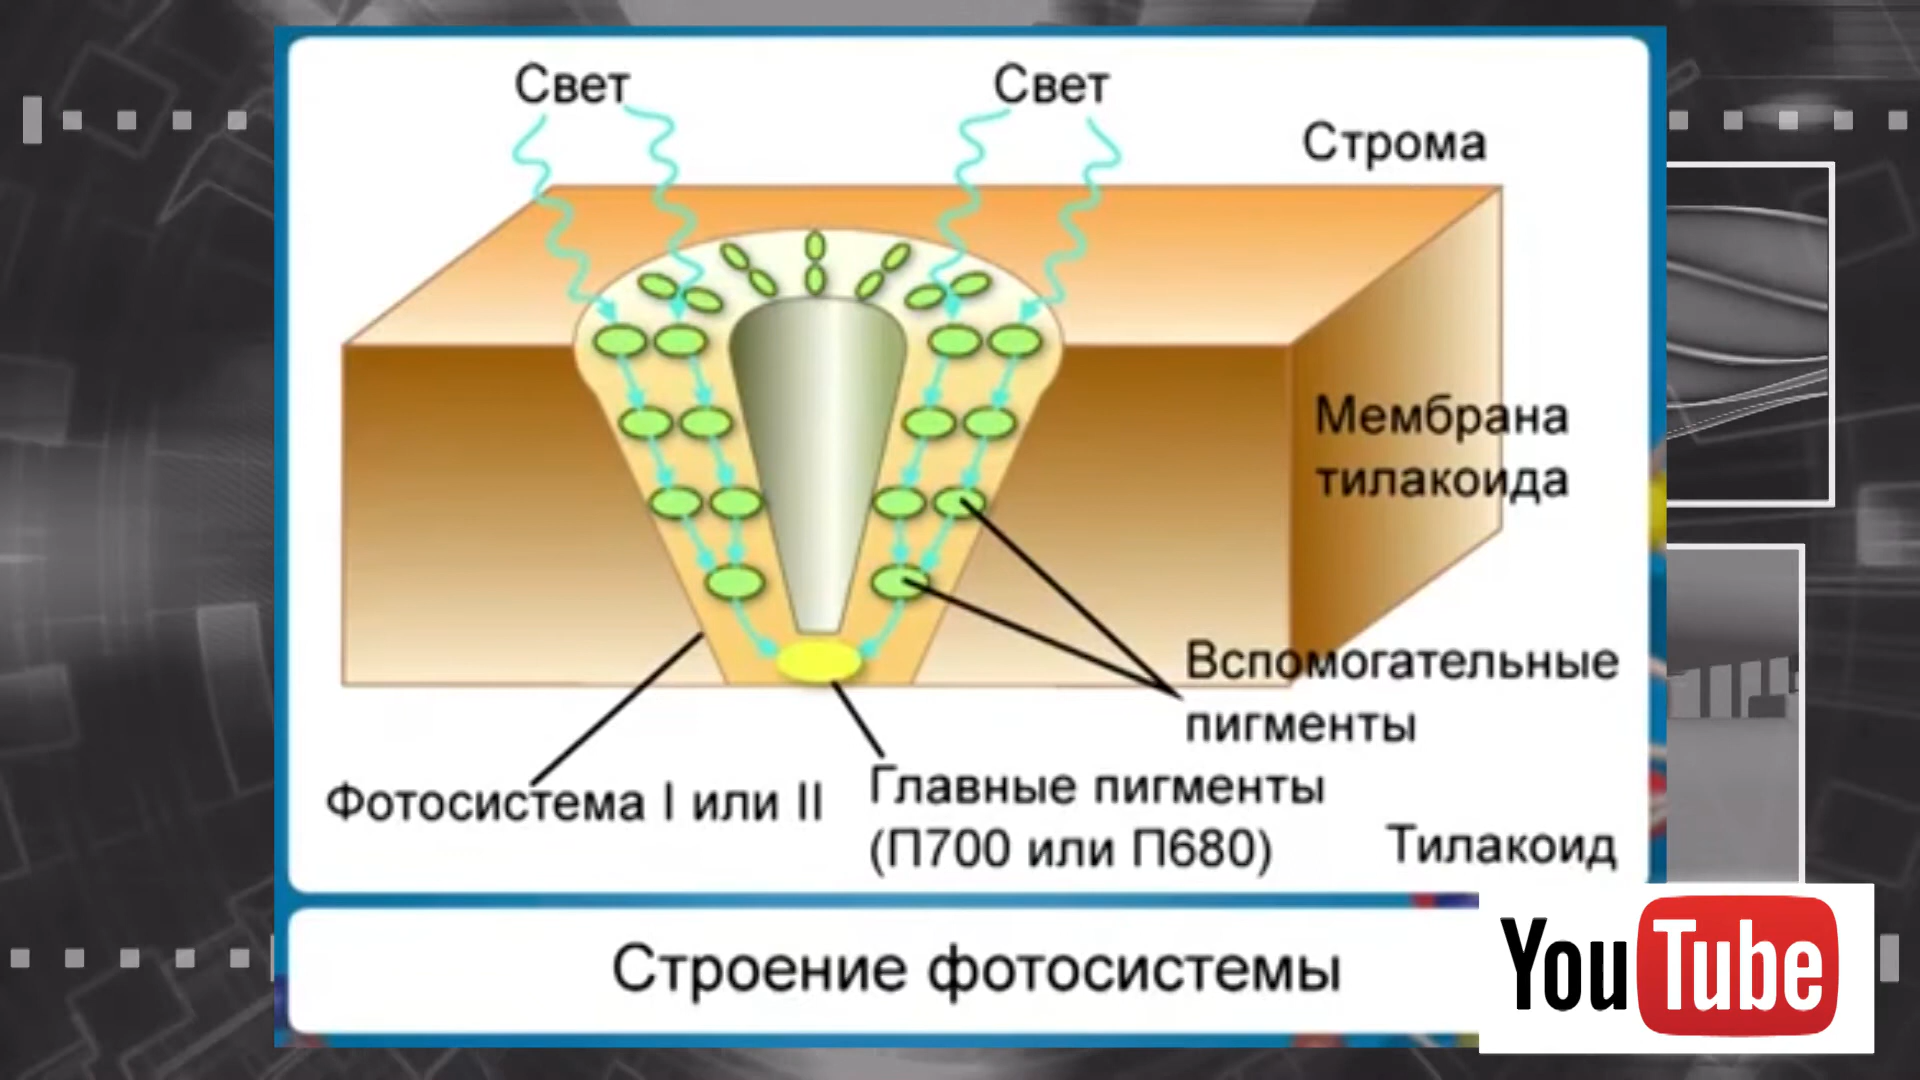 Свет
Свет
Строма
Мембрана
тилакоида
Вспомогательные
пигменты
Фотосистема I или II
Главные пигменты
(П700 или П680)
Тилакоид
Строение фотосистемы
YouTube